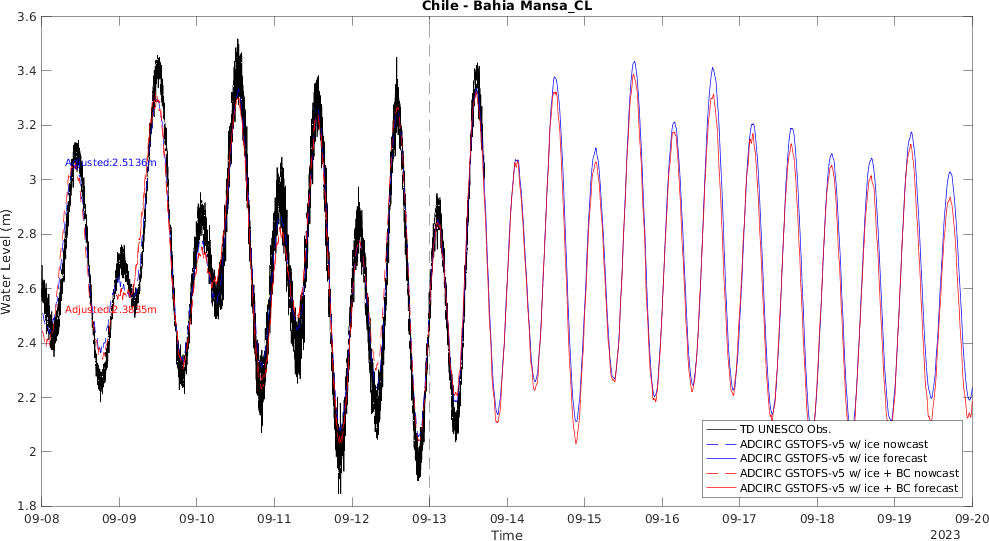 Chile - Bahia Mansa_CL
Water Level (m)
3.6
3.4
3.2
3
2.8
2.6
2.4
2.2
2
1.8
Adjusted:2.5136m
Adjusted:2.3835m
TD UNESCO Obs.
ADCIRC GSTOFS-v5 w/ ice nowcast
ADCIRC GSTOFS-v5 w/ ice forecast
ADCIRC GSTOFS-v5 w/ ice + BC nowcast
ADCIRC GSTOFS-v5 w/ ice + BC forecast
09-08 09-09 09-10 09-11 09-12 09-13 09-14 09-15 09-16 09-17 09-18 09-19 09-20
Time
2023